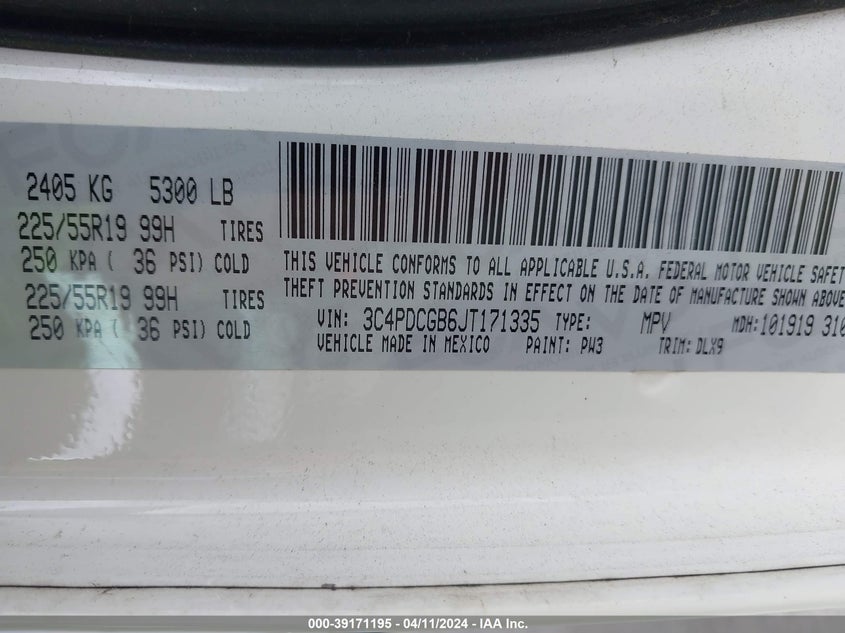 2405 KG 5300 LB
225/55R19 99H TIRES
250 KPA ( 36 PSI) COLD
225/55R19 99H TIRES
250 KPA ( 36 PSI) COLD
THIS VEHICLE CONFORMS TO ALL APPLICABLE U.S.A. FEDERAL MOTOR VEHICLE SAFET
THEFT PREVENTION STANDARDS IN EFFECT ON THE DATE OF MANUFACTURE SHOWN ABOVE
VIN: 3C4PDCGB6JT171335 TYPE: MPV MDH:101919 310
VEHICLE MADE IN MEXICO PAINT: PW3 TRIM: DLX9
000-39171195 - 04/11/2024 - IAA Inc.